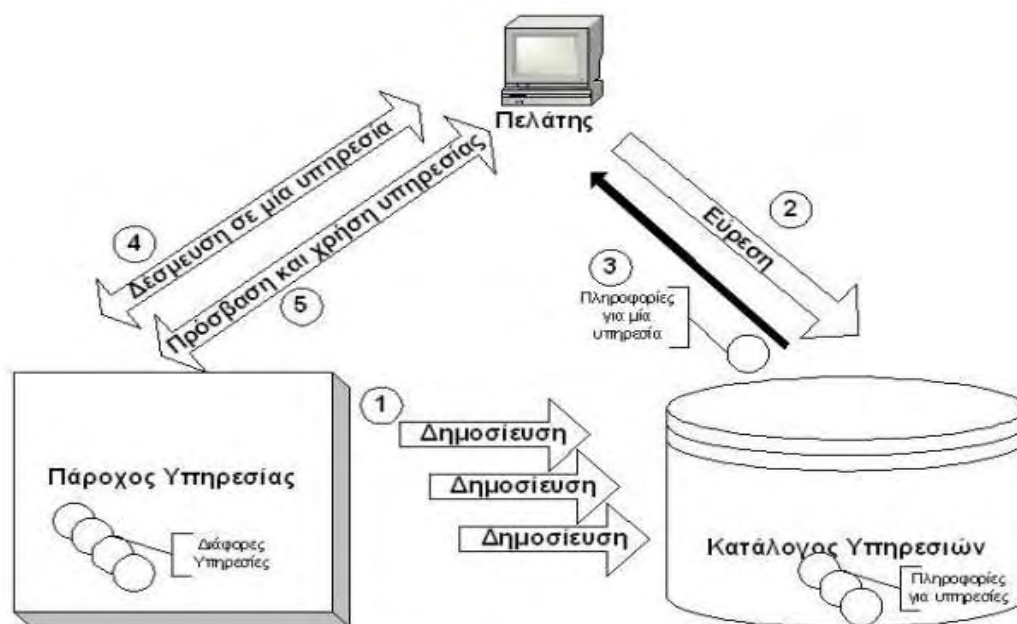 Πελάτης
4
Δέσμευση σε μία υπηρεσία
Πρόσβαση και χρήση υπηρεσίας
5
2
Εύρεση
3
Πληροφορίες
για μία
υπηρεσία
1
Δημοσίευση
Δημοσίευση
Δημοσίευση
Πάροχος Υπηρεσίας
Διάφορες
Υπηρεσίες
Κατάλογος Υπηρεσιών
Πληροφορίες
για υπηρεσίες